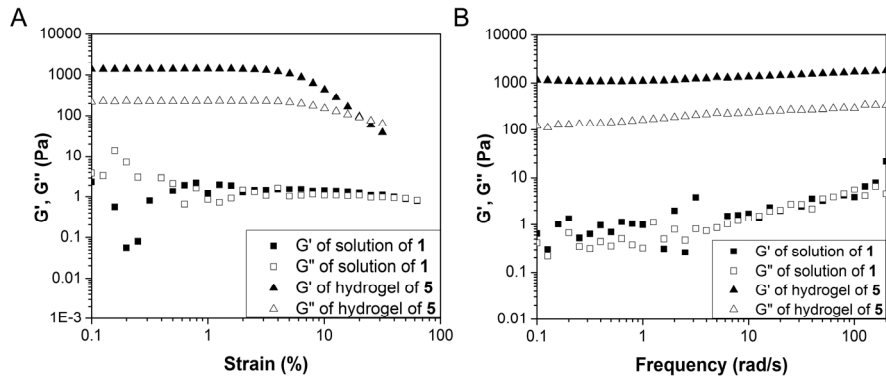 A
G', G'' (Pa)
10000
1000
100
10
1
0.1
0.01
1E-3
0.1
1
10
100
Strain (%)
G' of solution of 1
G'' of solution of 1
G' of hydrogel of 5
G'' of hydrogel of 5
B
G', G'' (Pa)
10000
1000
100
10
1
0.1
0.01
0.1
1
10
100
Frequency (rad/s)
G' of solution of 1
G'' of solution of 1
G' of hydrogel of 5
G'' of hydrogel of 5